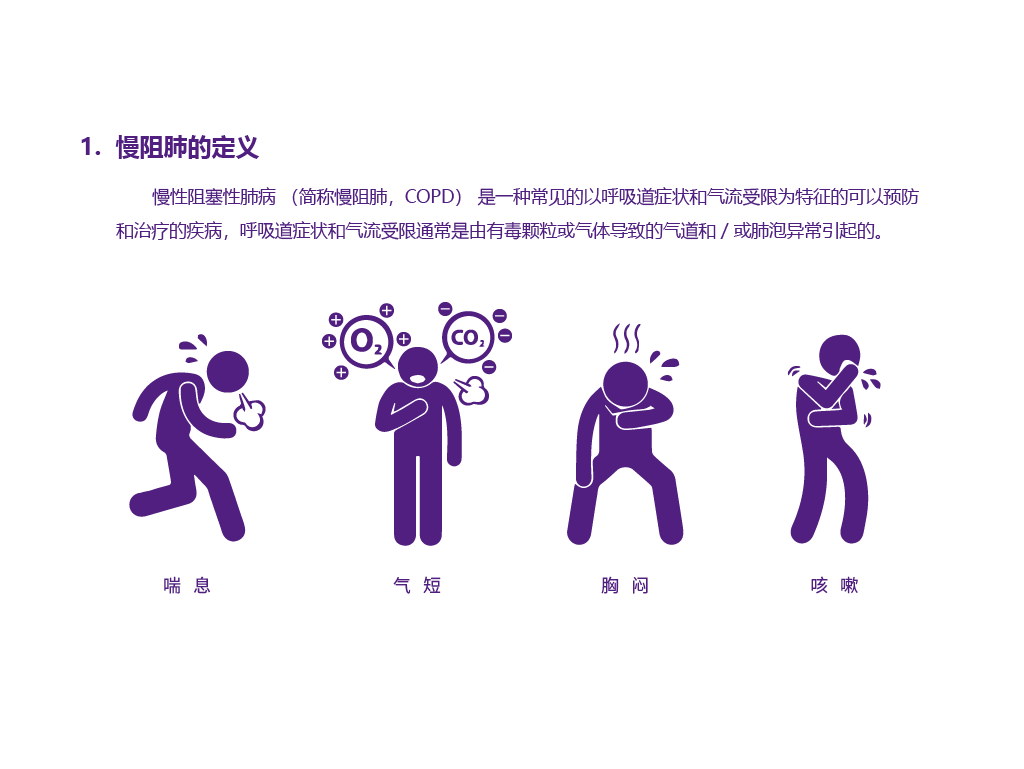 1. 慢阻肺的定义
慢性阻塞性肺病 （简称慢阻肺，COPD） 是一种常见的以呼吸道症状和气流受限为特征的可以预防
和治疗的疾病，呼吸道症状和气流受限通常是由有毒颗粒或气体导致的气道和 / 或肺泡异常引起的。
O₂ CO₂
喘 息 气 短 胸 闷 咳 嗽